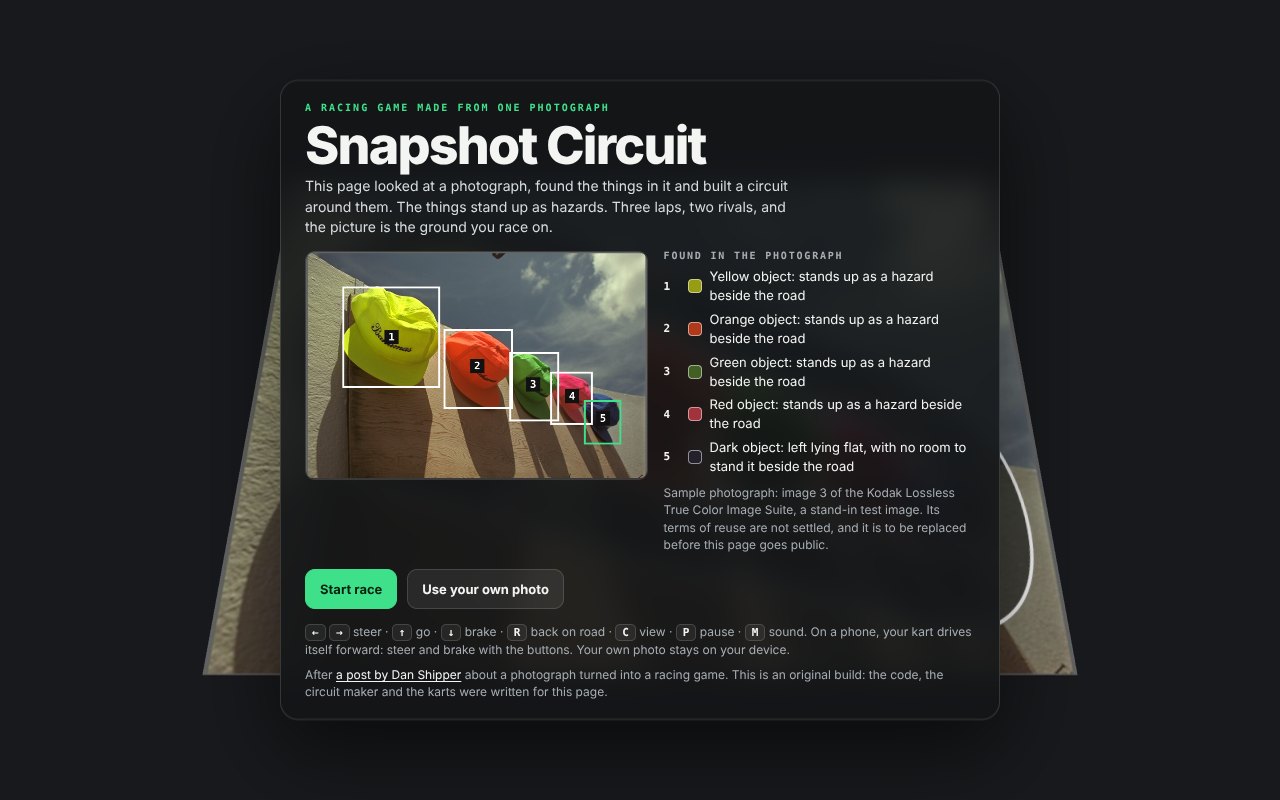 A RACING GAME MADE FROM ONE PHOTOGRAPH
Snapshot Circuit
This page looked at a photograph, found the things in it and built a circuit
around them. The things stand up as hazards. Three laps, two rivals, and
the picture is the ground you race on.
1
2
3
4
5
FOUND IN THE PHOTOGRAPH
1 Yellow object: stands up as a hazard
beside the road
2 Orange object: stands up as a hazard
beside the road
3 Green object: stands up as a hazard
beside the road
4 Red object: stands up as a hazard beside
the road
5 Dark object: left lying flat, with no room to
stand it beside the road
Sample photograph: image 3 of the Kodak Lossless
True Color Image Suite, a stand-in test image. Its
terms of reuse are not settled, and it is to be replaced
before this page goes public.
Start race Use your own photo
← → steer · ↑ go · ↓ brake · R back on road · C view · P pause · M sound. On a phone, your kart drives
itself forward: steer and brake with the buttons. Your own photo stays on your device.
After a post by Dan Shipper about a photograph turned into a racing game. This is an original build: the code, the
circuit maker and the karts were written for this page.